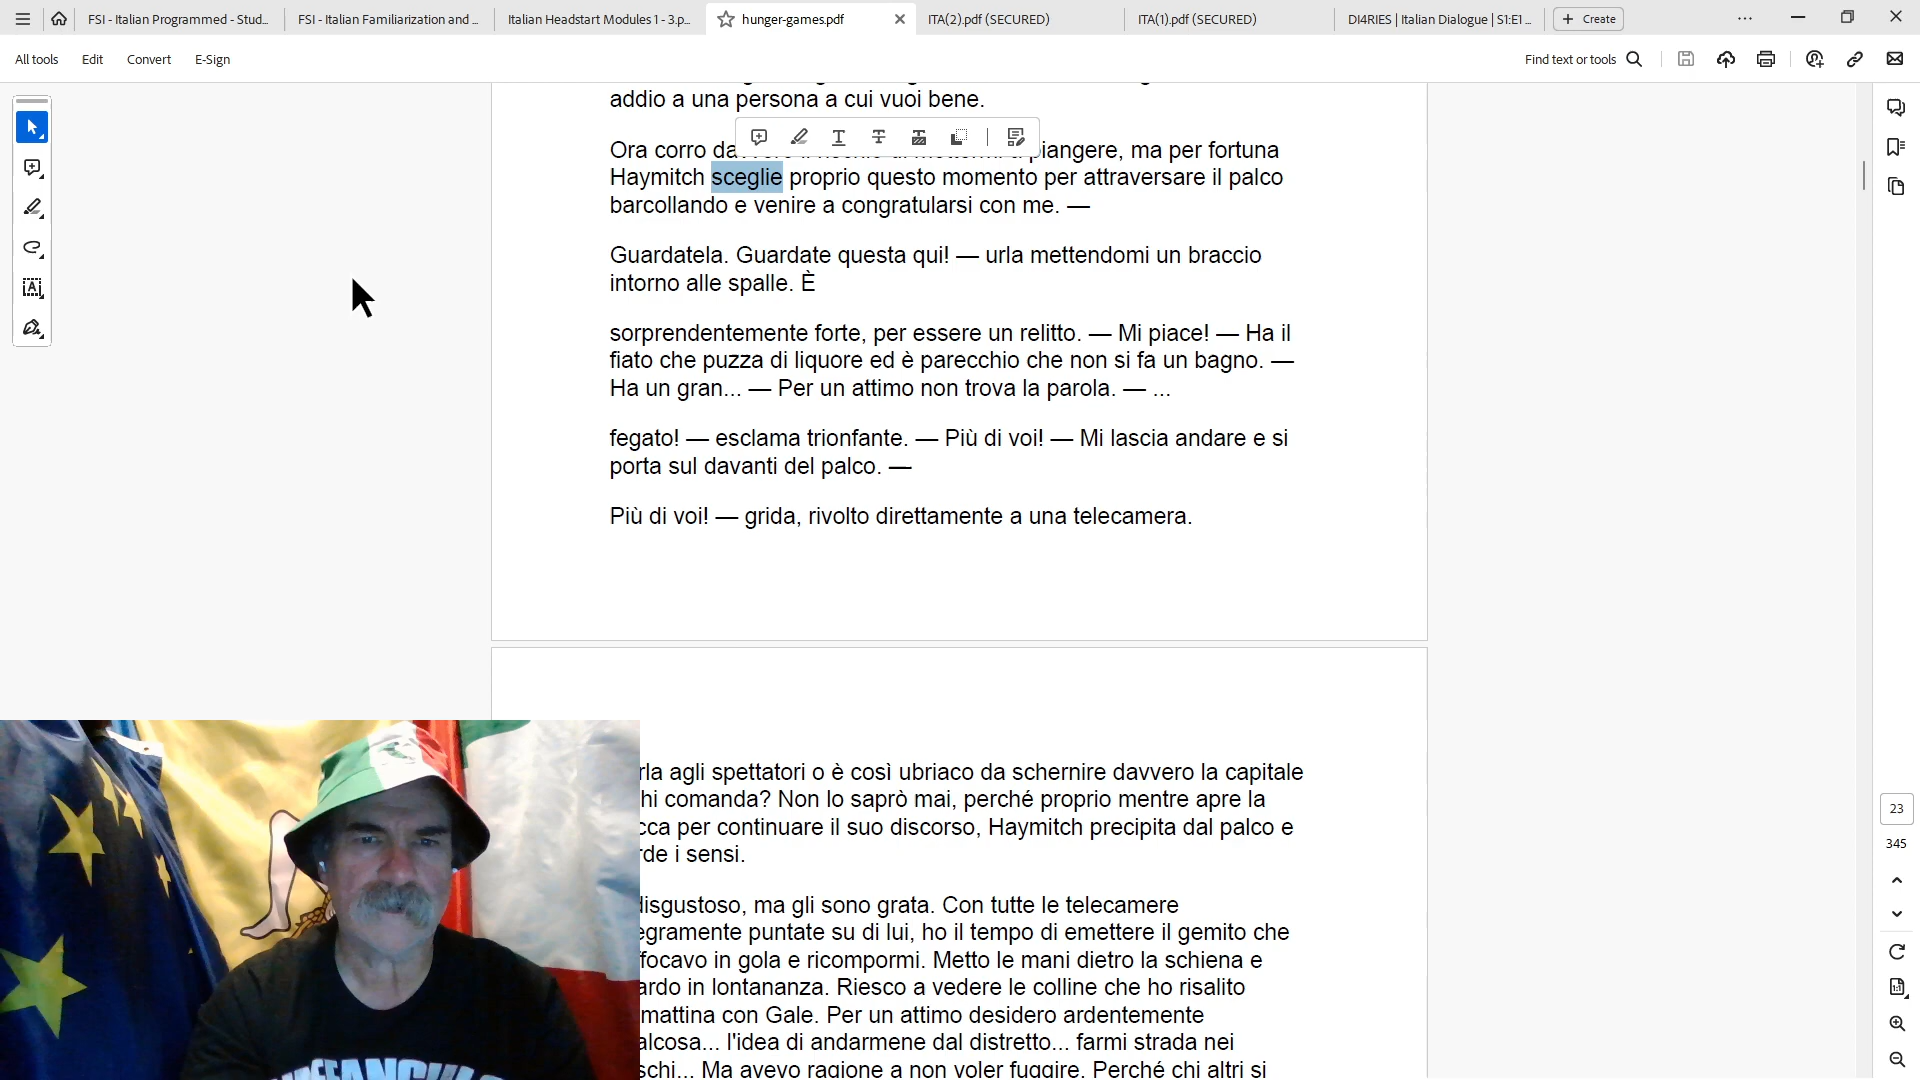 FSI - Italian Programmed - Stud...
FSI - Italian Familiarization and ...
Italian Headstart Modules 1 - 3.p...
hunger-games.pdf
ITA(2).pdf (SECURED)
ITA(1).pdf (SECURED)
DI4RIES | Italian Dialogue | S1:E1 ...
Create
All tools
Edit
Convert
E-Sign
Find text or tools
addio a una persona a cui vuoi bene.
Ora corro piangere, ma per fortuna
Haymitch sceglie proprio questo momento per attraversare il palco
barcollando e venire a congratularsi con me. —
Guardatela. Guardate questa qui! — urla mettendomi un braccio
intorno alle spalle. È
sorprendentemente forte, per essere un relitto. — Mi piace! — Ha il
fiato che puzza di liquore ed è parecchio che non si fa un bagno. —
Ha un gran... — Per un attimo non trova la parola. — ...
fegato! — esclama trionfante. — Più di voi! — Mi lascia andare e si
porta sul davanti del palco. —
Più di voi! — grida, rivolto direttamente a una telecamera.
rla agli spettatori o è così ubriaco da schernire davvero la capitale
hi comanda? Non lo saprò mai, perché proprio mentre apre la
cca per continuare il suo discorso, Haymitch precipita dal palco e
rde i sensi.
disgustoso, ma gli sono grata. Con tutte le telecamere
egramente puntate su di lui, ho il tempo di emettere il gemito che
ffocavo in gola e ricompormi. Metto le mani dietro la schiena e
ardo in lontananza. Riesco a vedere le colline che ho risalito
mattina con Gale. Per un attimo desidero ardentemente
alcosa... l'idea di andarmene dal distretto... farmi strada nei
schi... Ma avevo ragione a non voler fuggire. Perché chi altri si
23
345